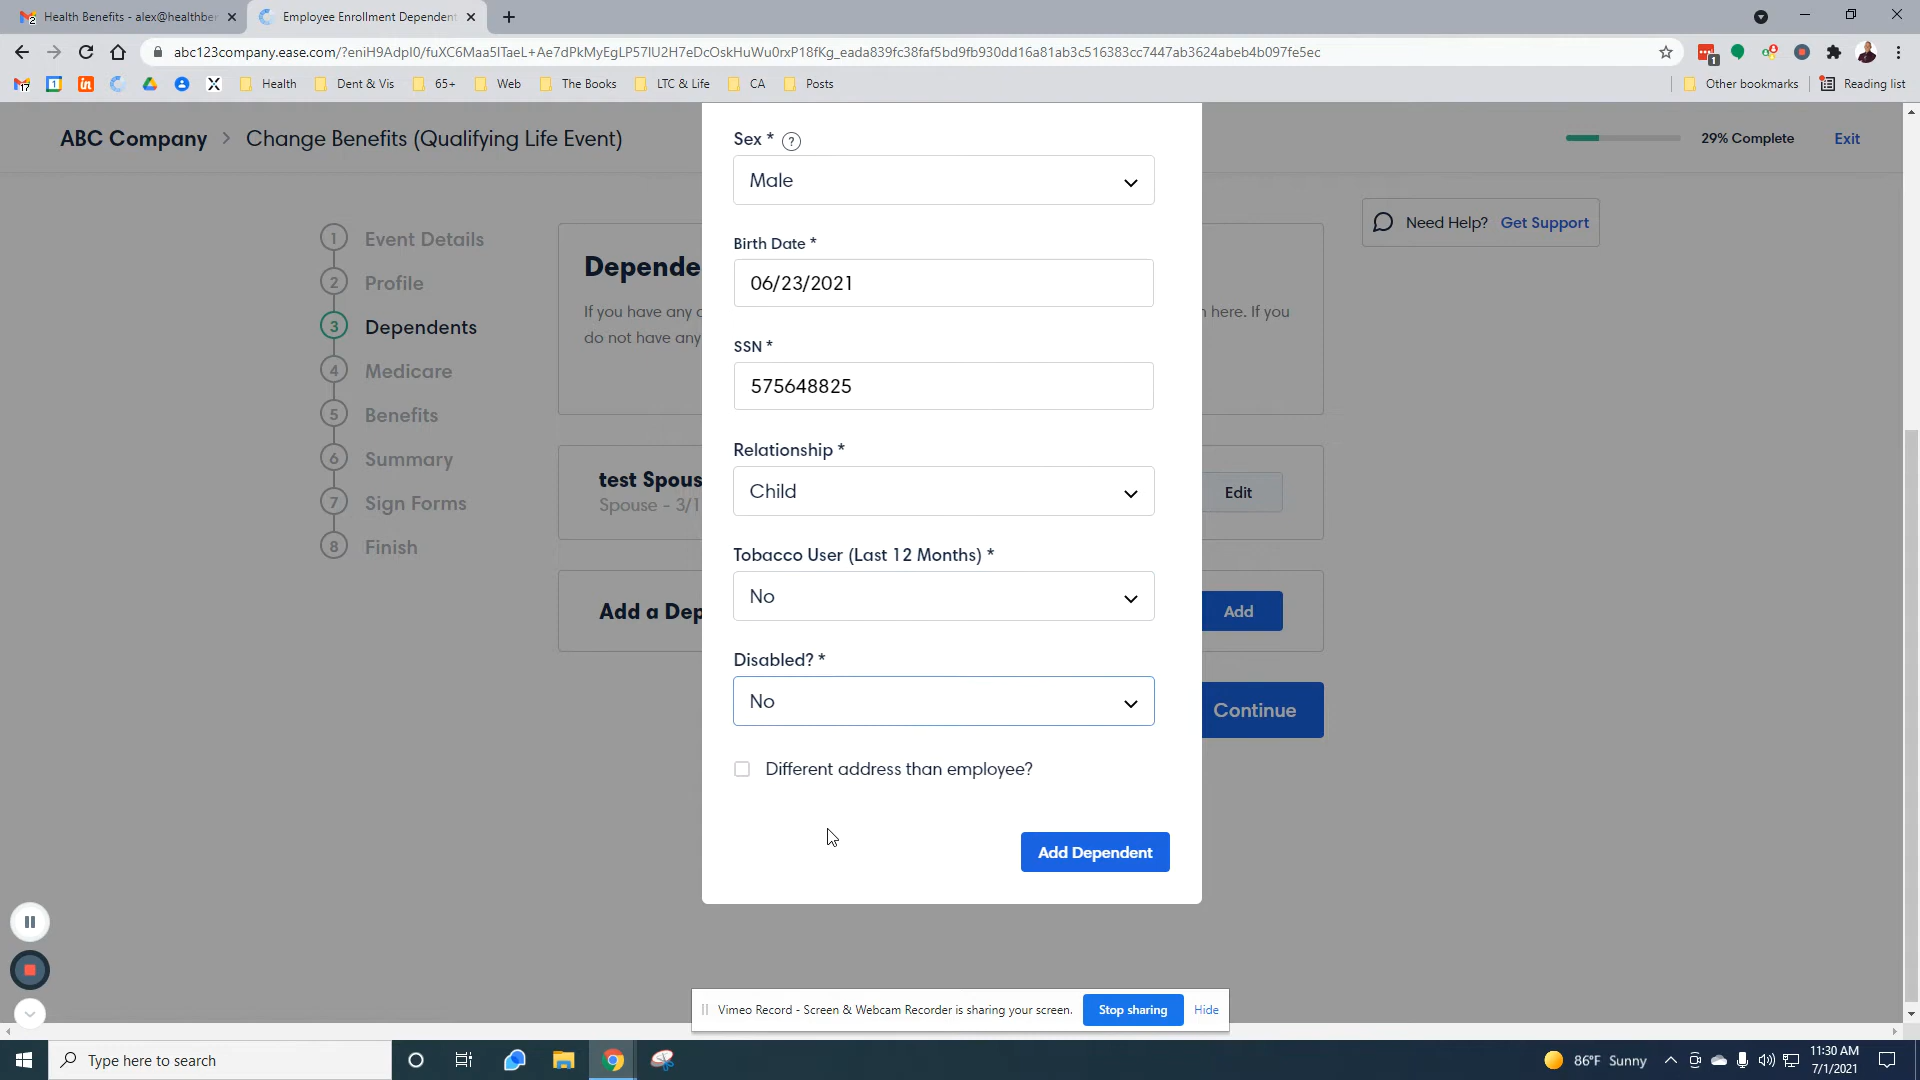 Health Benefits - alex@healthber
Employee Enrollment Dependent
abc123company.ease.com/?eniH9AdpI0/fuXC6Maa5ITaeL+Ae7dPkMyEgLP57IU2H7eDcOskHuWu0rxP18fKg_eada839fc38faf5bd9fb930dd16a81ab3c516383cc7447ab3624abeb4b097fe5ec
1
17
1
Health
Dent & Vis
65+
Web
The Books
LTC & Life
CA
Posts
Other bookmarks
Reading list
ABC Company > Change Benefits (Qualifying Life Event)
29% Complete
Exit
1 Event Details
2 Profile
3 Dependents
4 Medicare
5 Benefits
6 Summary
7 Sign Forms
8 Finish
Depende
If you have any
here. If you
do not have any
test Spous
Spouse - 3/1
Edit
Add a Dep
Add
Continue
Need Help? Get Support
Sex * ?
Male
Birth Date *
06/23/2021
SSN *
575648825
Relationship *
Child
Tobacco User (Last 12 Months) *
No
Disabled? *
No
Different address than employee?
Add Dependent
Vimeo Record - Screen & Webcam Recorder is sharing your screen.
Stop sharing
Hide
Type here to search
86°F Sunny
11:30 AM
7/1/2021